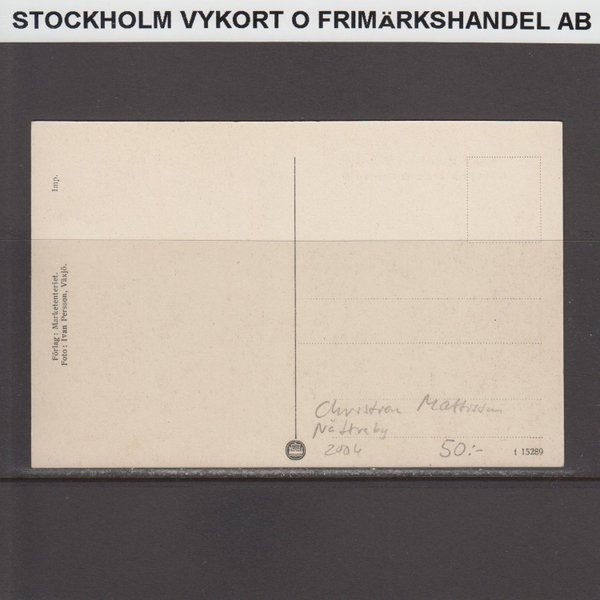 STOCKHOLM VYKORT O FRIMÄRKSHANDEL AB
Imp.
Förlag: Marketenteriet.
Foto: Ivan Persson, Växjö.
Christian Mattsson
Nättraby
2004
50:-
t 15289